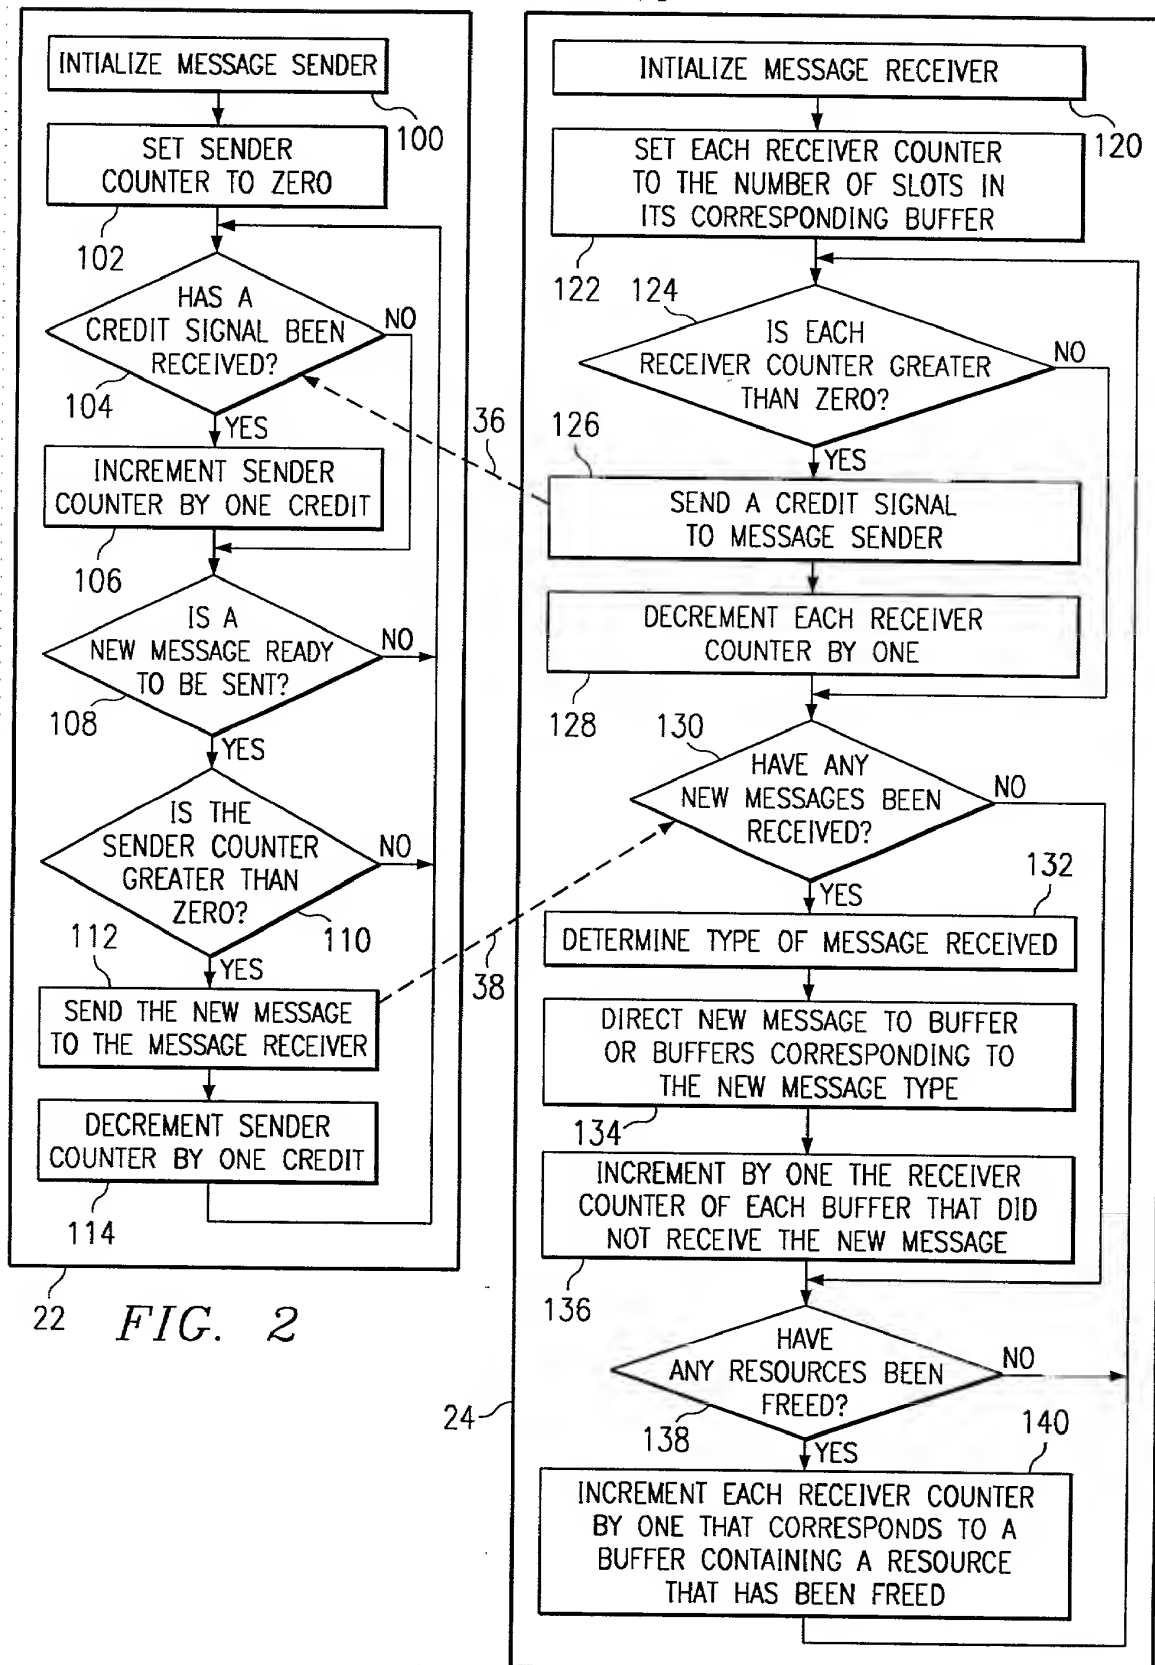 INTIALIZE MESSAGE SENDER
100
SET SENDER
COUNTER TO ZERO
102
HAS A
CREDIT SIGNAL BEEN
RECEIVED?
NO
104
YES
INCREMENT SENDER
COUNTER BY ONE CREDIT
106
IS A
NEW MESSAGE READY
TO BE SENT?
NO
108
YES
IS THE
SENDER COUNTER
GREATER THAN
ZERO?
NO
110
112
YES
SEND THE NEW MESSAGE
TO THE MESSAGE RECEIVER
DECREMENT SENDER
COUNTER BY ONE CREDIT
114
22
FIG. 2
36
38
INTIALIZE MESSAGE RECEIVER
120
SET EACH RECEIVER COUNTER
TO THE NUMBER OF SLOTS IN
ITS CORRESPONDING BUFFER
122
124
IS EACH
RECEIVER COUNTER GREATER
THAN ZERO?
NO
126
YES
SEND A CREDIT SIGNAL
TO MESSAGE SENDER
DECREMENT EACH RECEIVER
COUNTER BY ONE
128
130
HAVE ANY
NEW MESSAGES BEEN
RECEIVED?
NO
YES
132
DETERMINE TYPE OF MESSAGE RECEIVED
DIRECT NEW MESSAGE TO BUFFER
OR BUFFERS CORRESPONDING TO
THE NEW MESSAGE TYPE
134
INCREMENT BY ONE THE RECEIVER
COUNTER OF EACH BUFFER THAT DID
NOT RECEIVE THE NEW MESSAGE
136
HAVE
ANY RESOURCES BEEN
FREED?
NO
24
138
YES
140
INCREMENT EACH RECEIVER COUNTER
BY ONE THAT CORRESPONDS TO A
BUFFER CONTAINING A RESOURCE
THAT HAS BEEN FREED